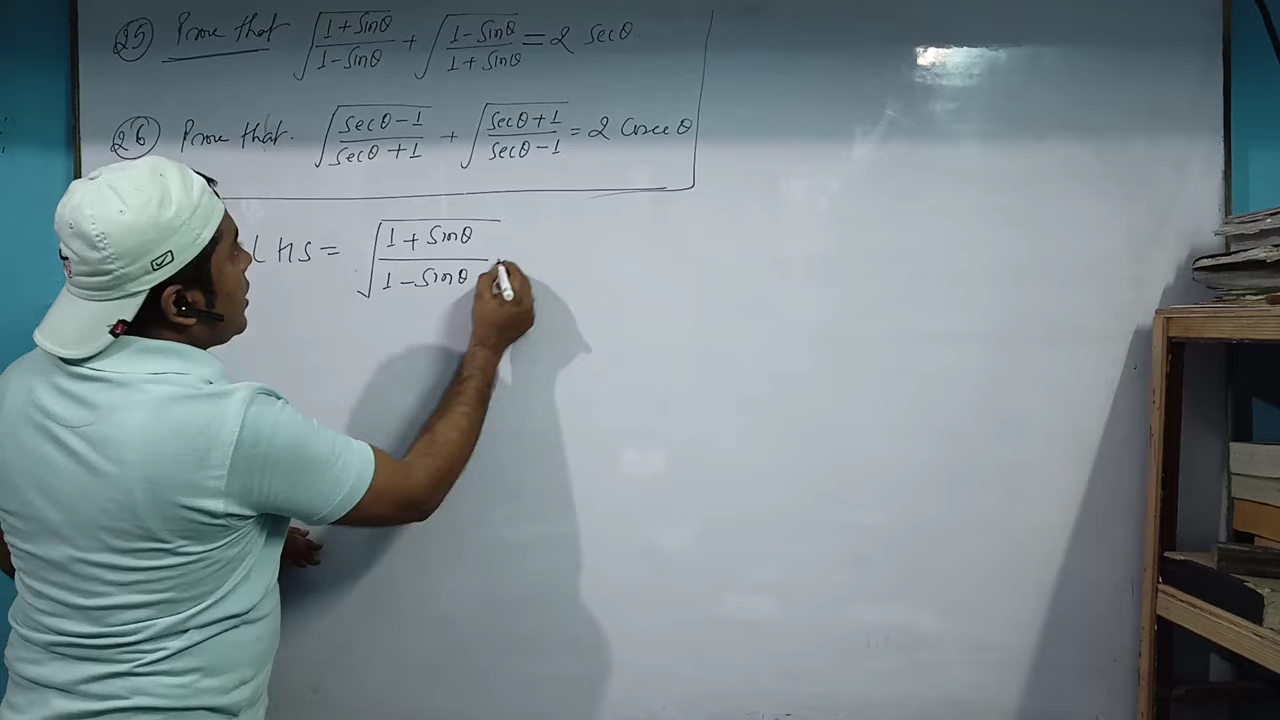 25 Prove that √((1+Sinθ)/(1-Sinθ)) + √((1-Sinθ)/(1+Sinθ)) = 2 Secθ
26 Prove that. √((Secθ-1)/(Secθ+1)) + √((Secθ+1)/(Secθ-1)) = 2 Cosecθ
LHS = √((1+Sinθ)/(1-Sinθ))